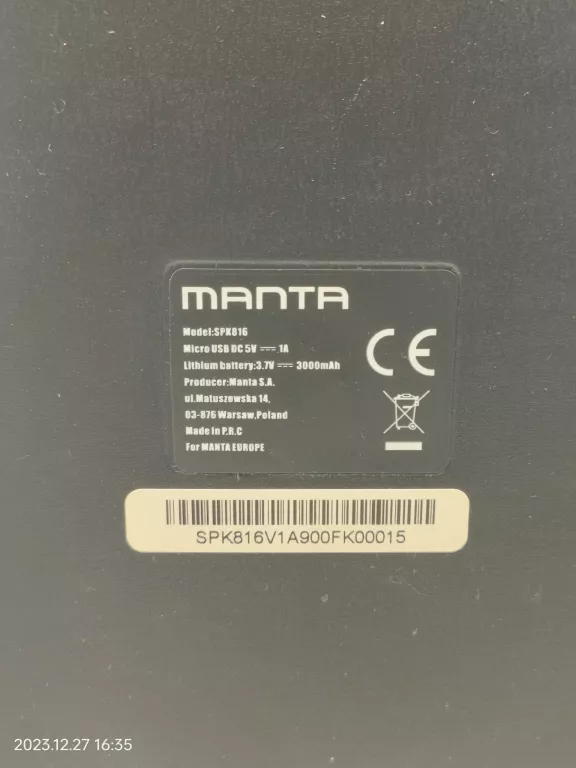 MANTA
Model:SPK816
Micro USB DC 5V ⎓ 1A
Lithium battery:3.7V ⎓ 3000mAh
Producer:Manta S.A.
ul.Matuszewska 14,
03-876 Warsaw,Poland
Made in P.R.C
For MANTA EUROPE
CE
SPK816V1A900FK00015
2023.12.27 16:35